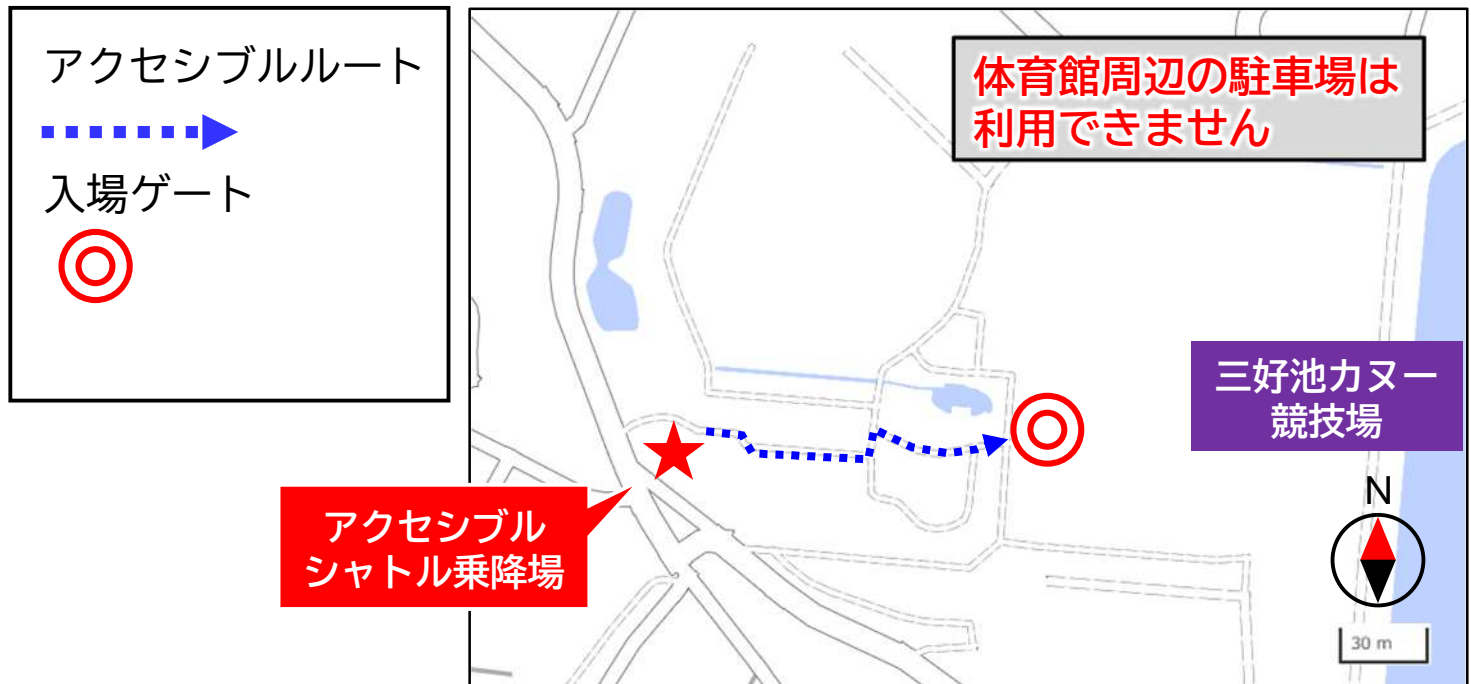 アクセシブルルート
入場ゲート
体育館周辺の駐車場は
利用できません
三好池カヌー
競技場
アクセシブル
シャトル乗降場
N
30 m